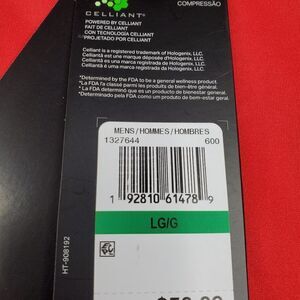 COMPRESSÃO
CELLIANT®
POWERED BY CELLIANT
FAIT DE CELLIANT
CON TECNOLOGÍA CELLIANT
PROJETADO POR CELLIANT
Celliant is a registered trademark of Hologenix, LLC.
Celliantâ est une marque déposée d'Hologenix, LLC.
Celliantâ es una marca registrada de Hologenix, LLC.
Celliantâ é uma marca registrada da Hologenix, LLC.
*Determined by the FDA to be a general wellness product.
*La FDA l'a classé parmi les produits de bien-être général.
* La FDA determinó que es un producto de bienestar general.
*Determinado pela FDA como um produto de bem-estar geral.
MENS/HOMMES/HOMBRES
1327644 600
1 92810 61478 9
LG/G
HT-908192